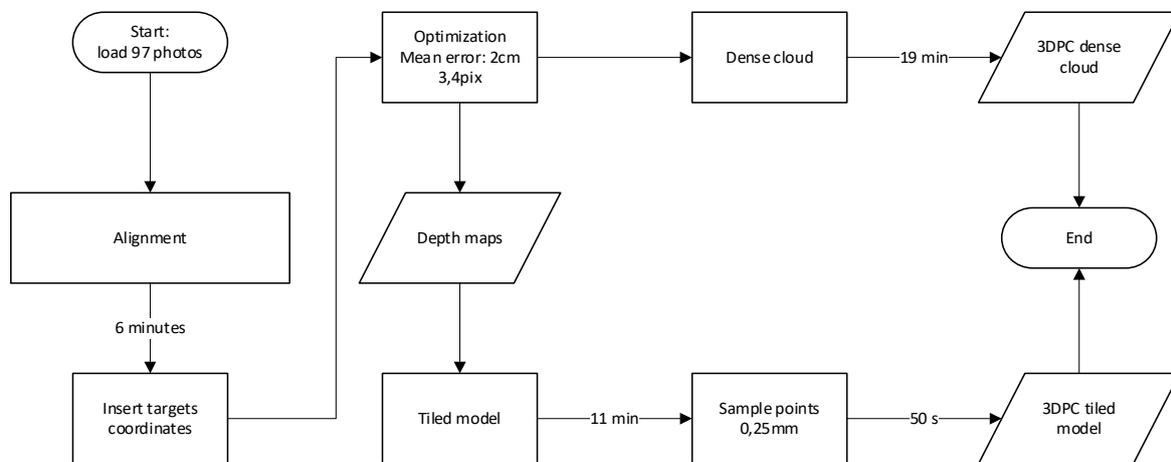 Start:
load 97 photos
Optimization
Mean error: 2cm
3,4pix
Dense cloud
19 min
3DPC dense
cloud
Alignment
Depth maps
End
6 minutes
Insert targets
coordinates
Tiled model
11 min
Sample points
0,25mm
50 s
3DPC tiled
model